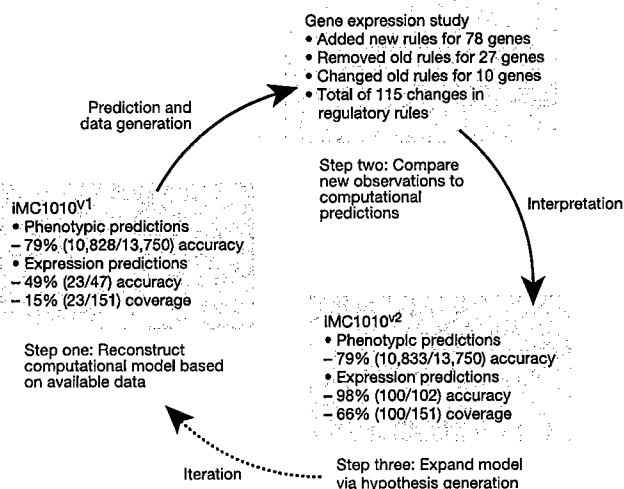 Gene expression study
• Added new rules for 78 genes
• Removed old rules for 27 genes
• Changed old rules for 10 genes
• Total of 115 changes in
regulatory rules
Prediction and
data generation
Step two: Compare
new observations to
computational
predictions
Interpretation
iMC1010v1
• Phenotypic predictions
– 79% (10,828/13,750) accuracy
• Expression predictions
– 49% (23/47) accuracy
– 15% (23/151) coverage
Step one: Reconstruct
computational model based
on available data
iMC1010v2
• Phenotypic predictions
– 79% (10,833/13,750) accuracy
• Expression predictions
– 98% (100/102) accuracy
– 66% (100/151) coverage
Iteration
Step three: Expand model
via hypothesis generation